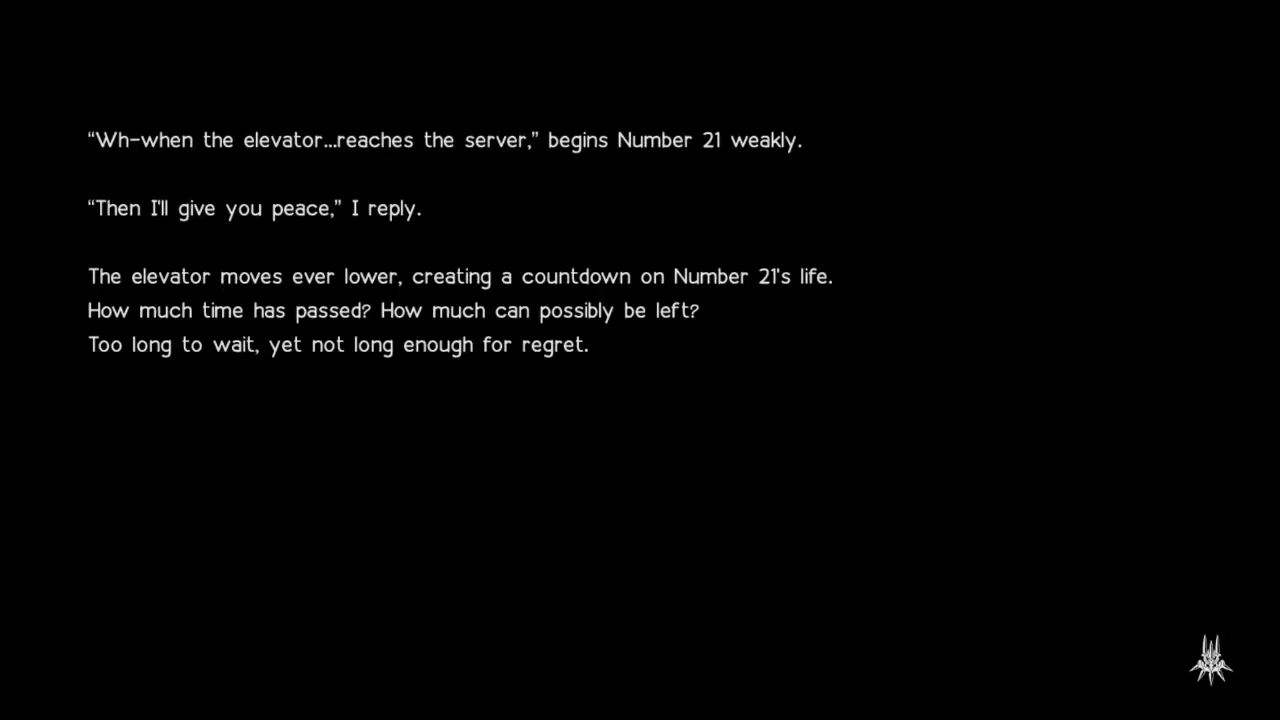 “Wh-when the elevator...reaches the server,” begins Number 21 weakly.
“Then I'll give you peace,” I reply.
The elevator moves ever lower, creating a countdown on Number 21's life.
How much time has passed? How much can possibly be left?
Too long to wait, yet not long enough for regret.